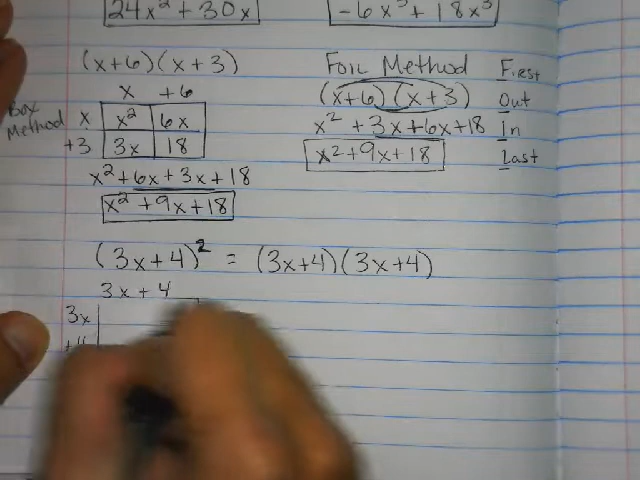 24x² + 30x
-6x⁵ + 18x³
(x+6)(x+3)
x +6
Box Method
x x² 6x
+3 3x 18
x²+6x+3x+18
x²+9x+18
Foil Method
(x+6)(x+3)
x² + 3x+6x+18
x²+9x+18
First
Out
In
Last
(3x+4)² = (3x+4)(3x+4)
3x + 4
3x